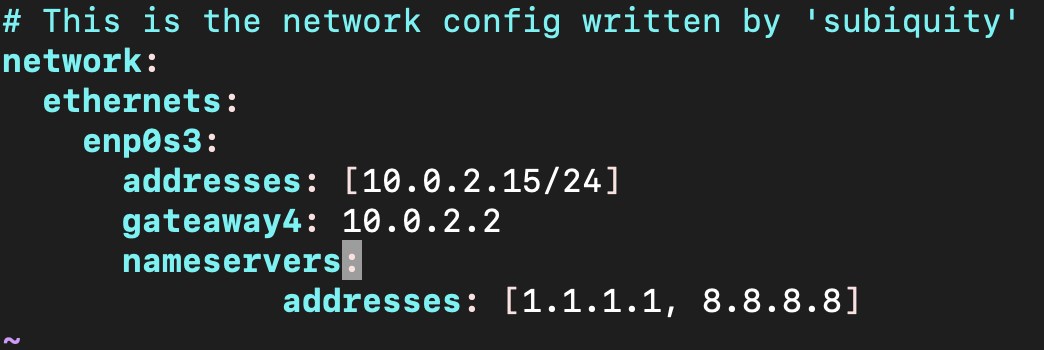 # This is the network config written by 'subiquity'
network:
  ethernets:
    enp0s3:
      addresses: [10.0.2.15/24]
      gateaway4: 10.0.2.2
      nameservers:
              addresses: [1.1.1.1, 8.8.8.8]
~